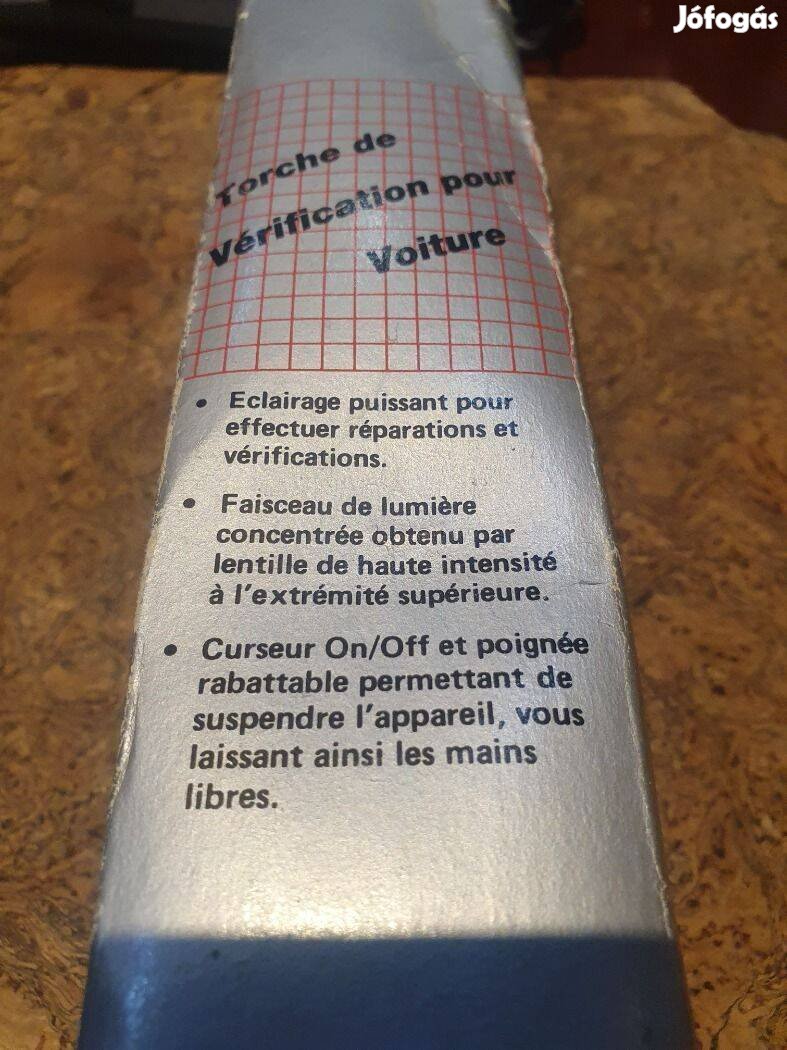 Jófogás
Torche de
Vérification pour
Voiture
• Eclairage puissant pour
effectuer réparations et
vérifications.
• Faisceau de lumière
concentrée obtenu par
lentille de haute intensité
à l'extrémité supérieure.
• Curseur On/Off et poignée
rabattable permettant de
suspendre l'appareil, vous
laissant ainsi les mains
libres.